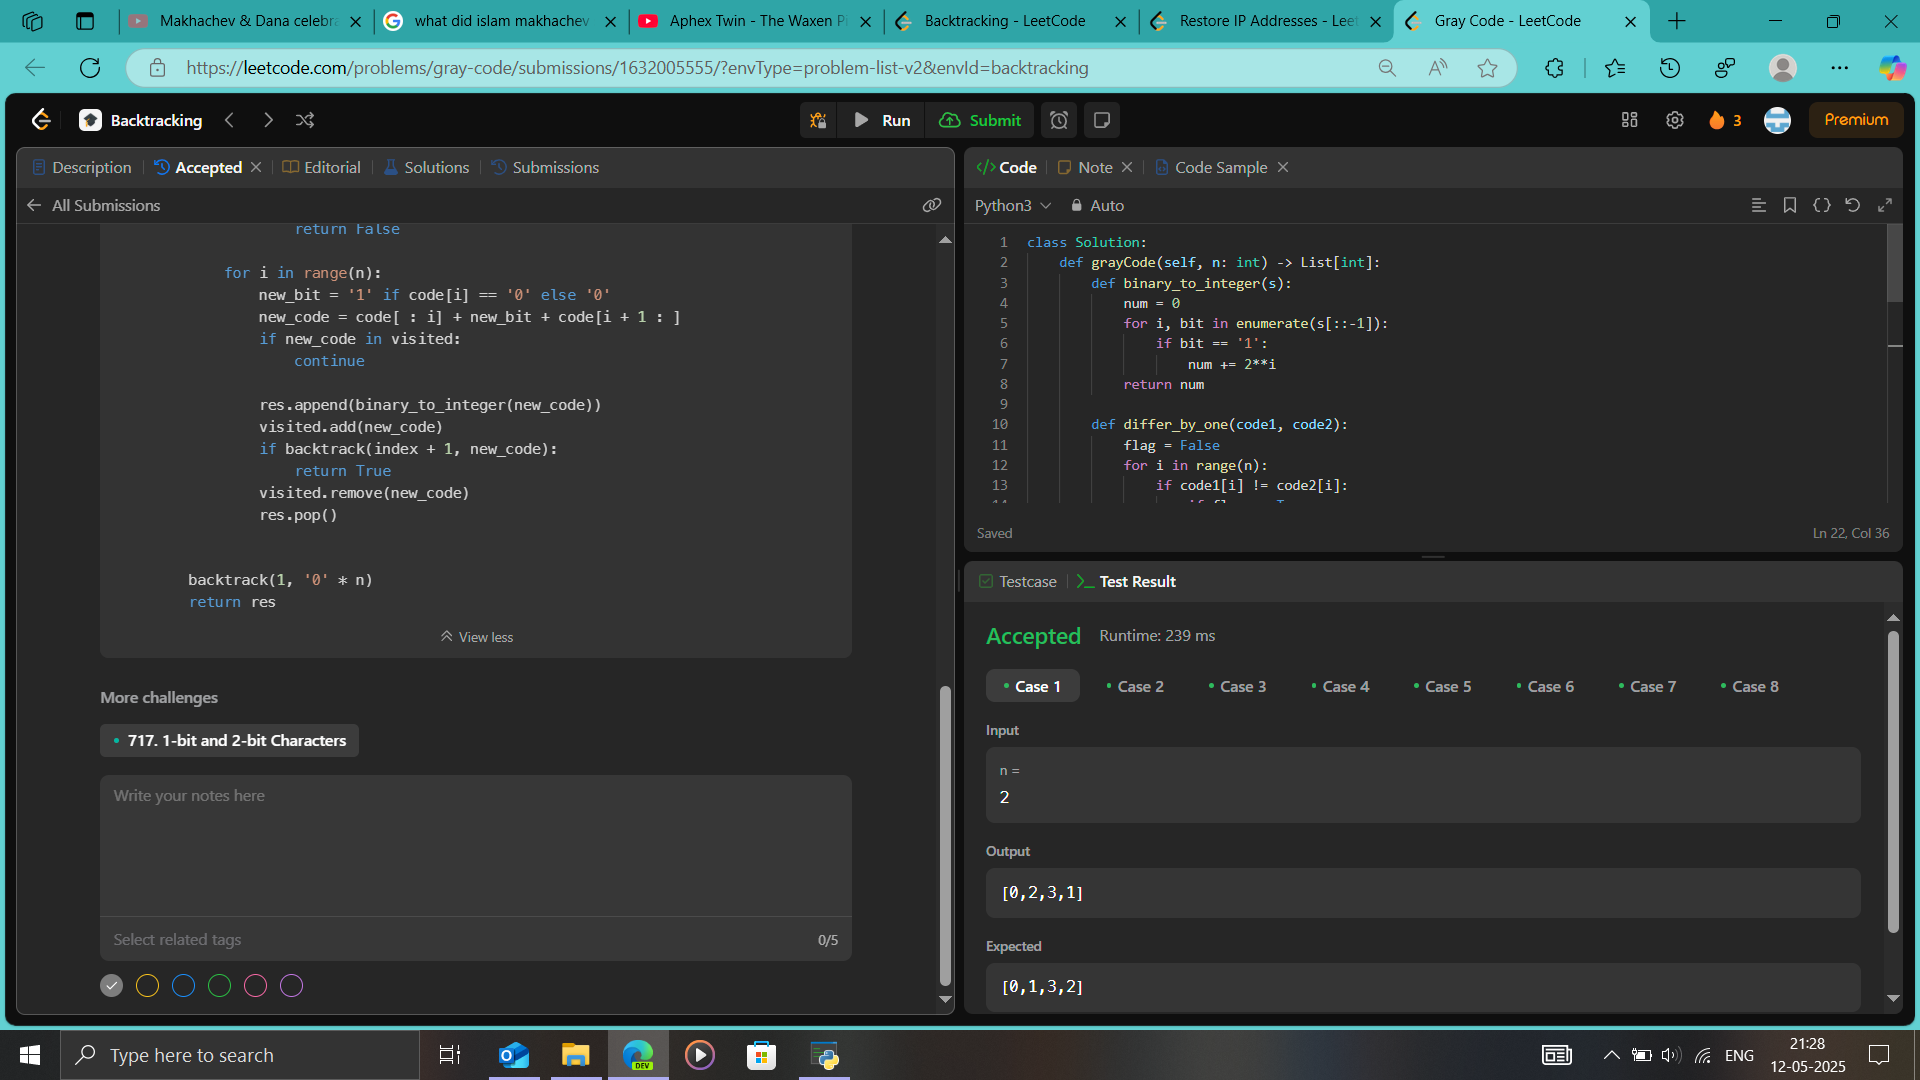 Makhachev & Dana celebra
what did islam makhachev
Aphex Twin - The Waxen Pi
Backtracking - LeetCode
Restore IP Addresses - Leet
Gray Code - LeetCode
https://leetcode.com/problems/gray-code/submissions/1632005555/?envType=problem-list-v2&envId=backtracking
Backtracking
Run
Submit
3
Premium
Description
Accepted
Editorial
Solutions
Submissions
All Submissions
return False
for i in range(n):
new_bit = '1' if code[i] == '0' else '0'
new_code = code[ : i] + new_bit + code[i + 1 : ]
if new_code in visited:
continue
res.append(binary_to_integer(new_code))
visited.add(new_code)
if backtrack(index + 1, new_code):
return True
visited.remove(new_code)
res.pop()
backtrack(1, '0' * n)
return res
View less
More challenges
717. 1-bit and 2-bit Characters
Write your notes here
Select related tags
0/5
</> Code
Note
Code Sample
Python3
Auto
1 class Solution:
2 def grayCode(self, n: int) -> List[int]:
3 def binary_to_integer(s):
4 num = 0
5 for i, bit in enumerate(s[::-1]):
6 if bit == '1':
7 num += 2**i
8 return num
9
10 def differ_by_one(code1, code2):
11 flag = False
12 for i in range(n):
13 if code1[i] != code2[i]:
Saved
Ln 22, Col 36
Testcase
Test Result
Accepted
Runtime: 239 ms
Case 1
Case 2
Case 3
Case 4
Case 5
Case 6
Case 7
Case 8
Input
n =
2
Output
[0,2,3,1]
Expected
[0,1,3,2]
Type here to search
DEV
ENG
21:28
12-05-2025